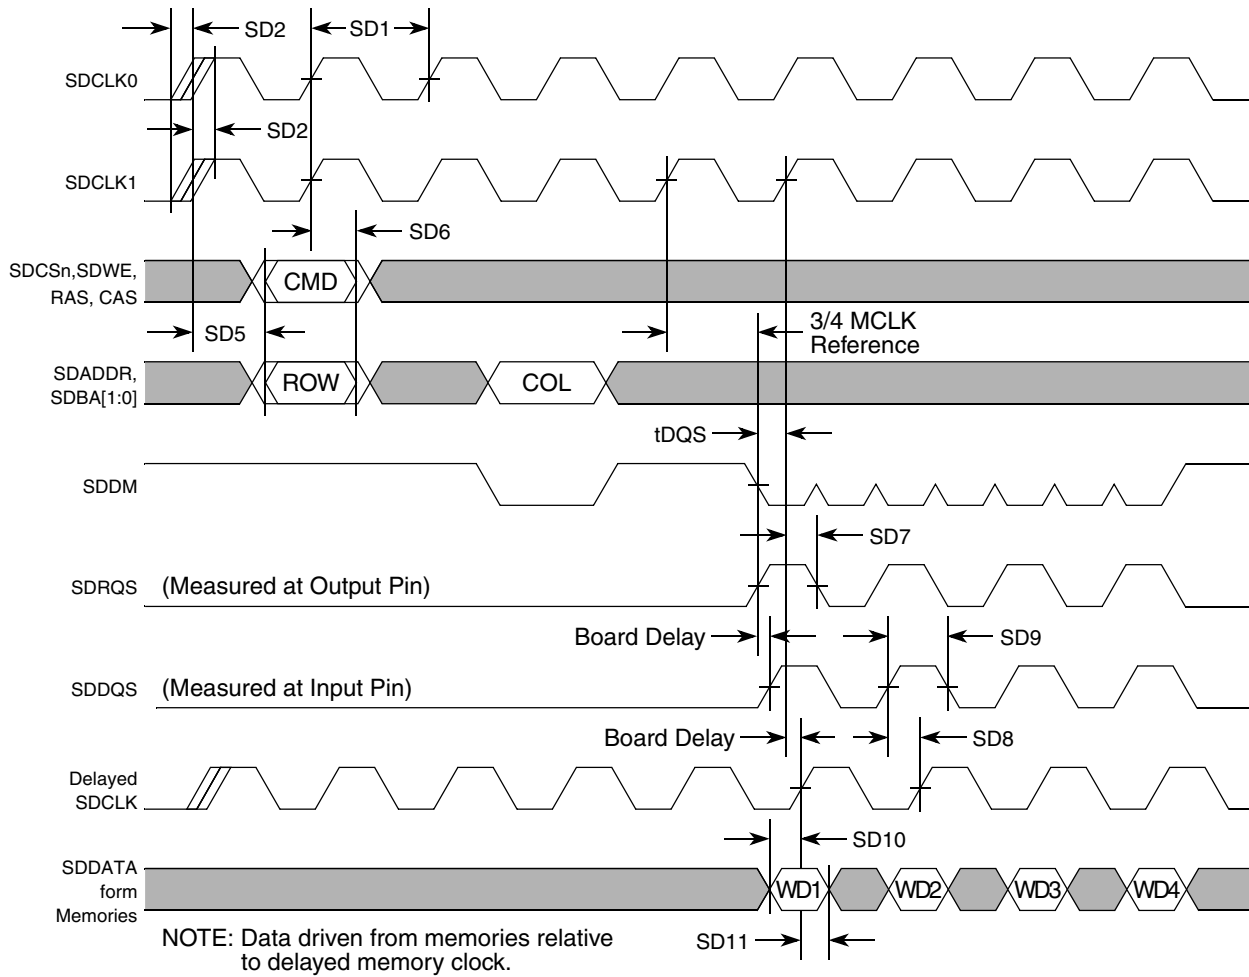 SD2
SD1
SDCLK0
SD2
SDCLK1
SD6
SDCSn,SDWE,
RAS, CAS
CMD
SD5
3/4 MCLK
Reference
SDADDR,
SDBA[1:0]
ROW
COL
tDQS
SDDM
SD7
SDRQS
(Measured at Output Pin)
Board Delay
SD9
SDDQS
(Measured at Input Pin)
Board Delay
SD8
Delayed
SDCLK
SD10
SDDATA
form
Memories
WD1
WD2
WD3
WD4
NOTE: Data driven from memories relative
to delayed memory clock.
SD11